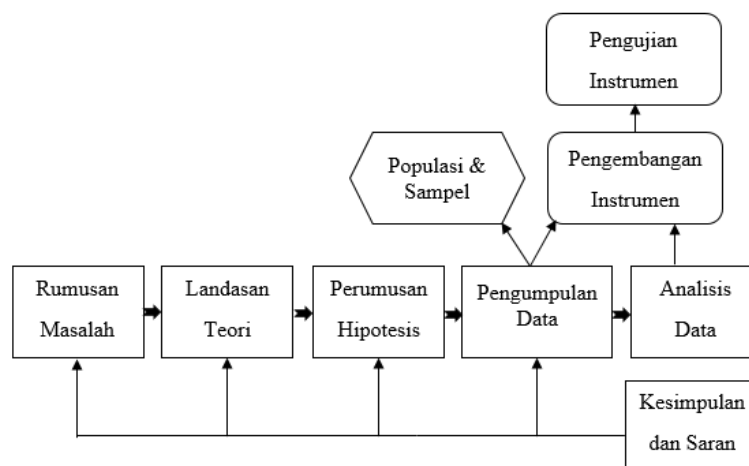 Pengujian
Instrumen
Populasi &
Sampel
Pengembangan
Instrumen
Rumusan
Masalah
Landasan
Teori
Perumusan
Hipotesis
Pengumpulan
Data
Analisis
Data
Kesimpulan
dan Saran